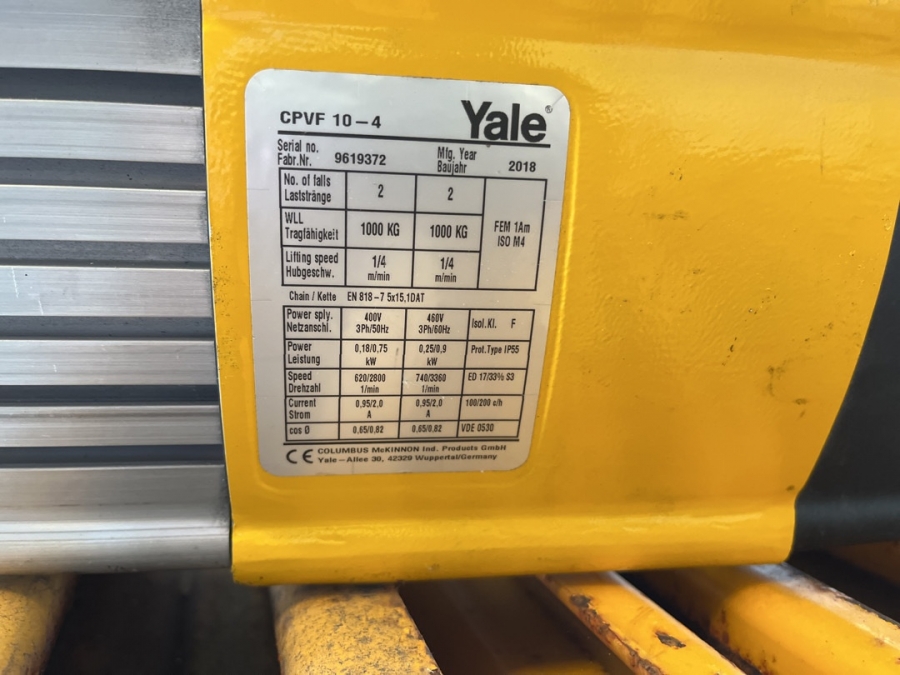 CPVF 10-4 Yale®
Serial no. Mfg. Year
Fabr.Nr. 9619372 Baujahr 2018
No. of falls
Laststränge 2 2
WLL
Tragfähigkeit 1000 KG 1000 KG FEM 1Am
ISO M4
Lifting speed 1/4 1/4
Hubgeschw. m/min m/min
Chain / Kette EN 818-7 5x15,1DAT
Power sply. 400V 460V
Netzanschl. 3Ph/50Hz 3Ph/60Hz Isol.Kl. F
Power 0,18/0,75 0,25/0,9 Prot.Type IP55
Leistung kW kW
Speed 620/2800 740/3360 ED 17/33% S3
Drehzahl 1/min 1/min
Current 0,95/2,0 0,95/2,0 100/200 c/h
Strom A A
cos Ø 0,65/0,82 0,65/0,82 VDE 0530
CE COLUMBUS McKINNON Ind. Products GmbH
Yale-Allee 30, 42329 Wuppertal/Germany